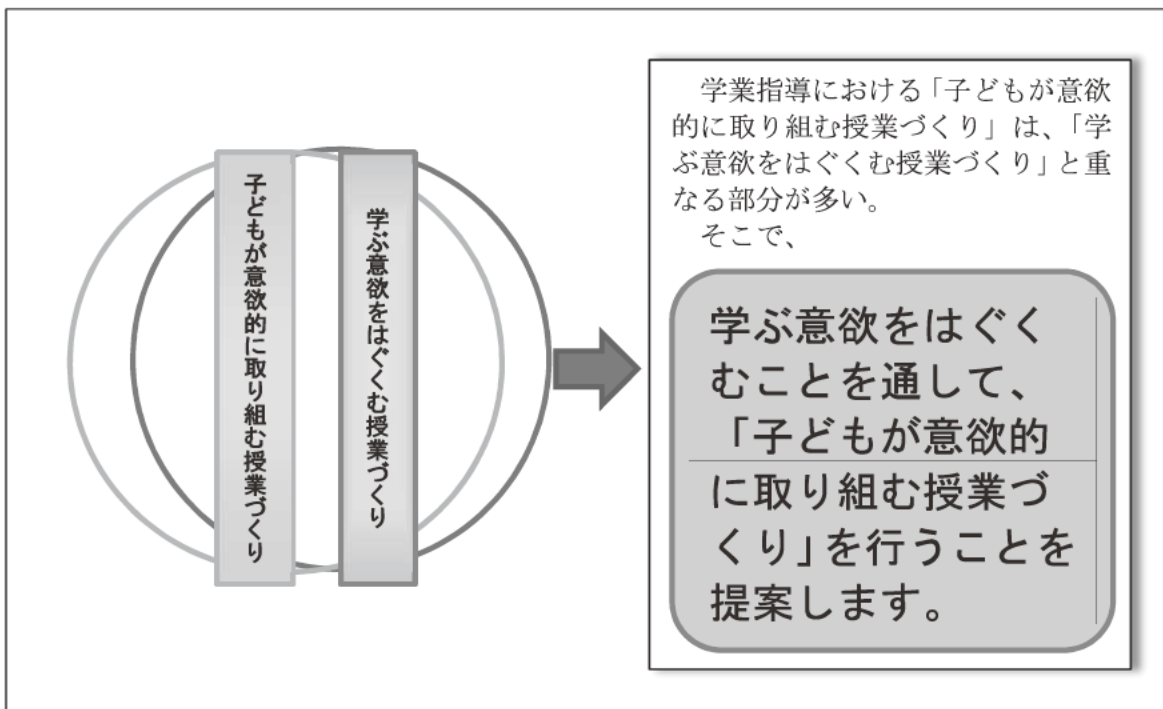 子どもが意欲的に取り組む授業づくり
学ぶ意欲をはぐくむ授業づくり
学業指導における「子どもが意欲
的に取り組む授業づくり」は、「学
ぶ意欲をはぐくむ授業づくり」と重
なる部分が多い。
そこで、
学ぶ意欲をはぐく
むことを通して、
「子どもが意欲的
に取り組む授業づ
くり」を行うことを
提案します。